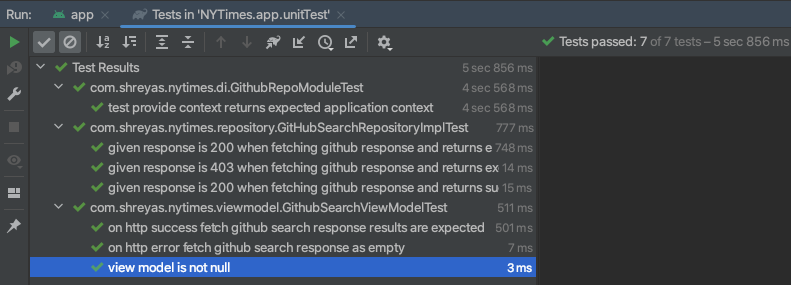 Run: app × Tests in 'NYTimes.app.unitTest' ×
Tests passed: 7 of 7 tests – 5 sec 856 ms
Test Results 5 sec 856 ms
com.shreyas.nytimes.di.GithubRepoModuleTest 4 sec 568 ms
test provide context returns expected application context 4 sec 568 ms
com.shreyas.nytimes.repository.GitHubSearchRepositoryImplTest 777 ms
given response is 200 when fetching github response and returns e 748 ms
given response is 403 when fetching github response and returns ex 14 ms
given response is 200 when fetching github response and returns su 15 ms
com.shreyas.nytimes.viewmodel.GithubSearchViewModelTest 511 ms
on http success fetch github search response results are expected 501 ms
on http error fetch github search response as empty 7 ms
view model is not null 3 ms